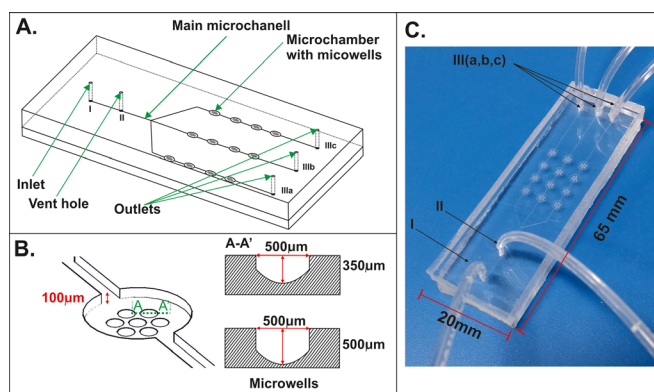 A.
Main microchanell
Microchamber
with micowells
I
II
IIIc
IIIb
IIIa
Inlet
Vent hole
Outlets
B.
A-A'
500µm
350µm
100µm
A
A'
500µm
500µm
Microwells
C.
III(a,b,c)
II
I
65 mm
20mm